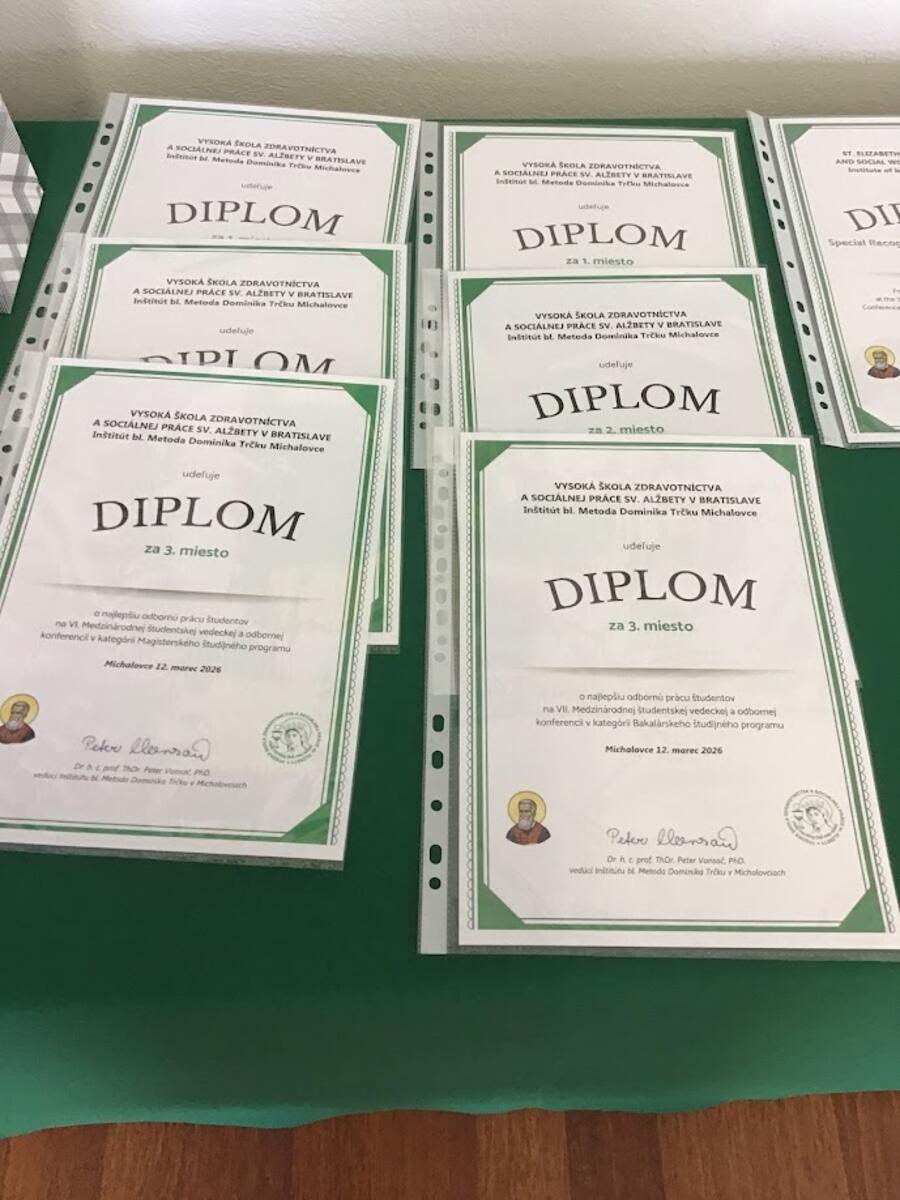 VYSOKÁ ŠKOLA ZDRAVOTNÍCTVA
A SOCIÁLNEJ PRÁCE SV. ALŽBETY V BRATISLAVE
Inštitút bl. Metoda Dominika Trčku Michalovce
udeľuje
DIPLOM
VYSOKÁ ŠKOLA ZDRAVOTNÍCTVA
A SOCIÁLNEJ PRÁCE SV. ALŽBETY V BRATISLAVE
Inštitút bl. Metoda Dominika Trčku Michalovce
udeľuje
DIPLOM
VYSOKÁ ŠKOLA ZDRAVOTNÍCTVA
A SOCIÁLNEJ PRÁCE SV. ALŽBETY V BRATISLAVE
Inštitút bl. Metoda Dominika Trčku Michalovce
udeľuje
DIPLOM
za 3. miesto
o najlepšiu odbornú prácu študentov
na VI. Medzinárodnej študentskej vedeckej a odbornej
konferencii v kategórii Magisterského študijného programu
Michalovce 12. marec 2026
Dr. h. c. prof. ThDr. Peter Vansač, PhD.
vedúci Inštitútu bl. Metoda Dominika Trčku v Michalovciach
VYSOKÁ ŠKOLA ZDRAVOTNÍCTVA
A SOCIÁLNEJ PRÁCE SV. ALŽBETY V BRATISLAVE
Inštitút bl. Metoda Dominika Trčku Michalovce
udeľuje
DIPLOM
za 1. miesto
VYSOKÁ ŠKOLA ZDRAVOTNÍCTVA
A SOCIÁLNEJ PRÁCE SV. ALŽBETY V BRATISLAVE
Inštitút bl. Metoda Dominika Trčku Michalovce
udeľuje
DIPLOM
za 2. miesto
VYSOKÁ ŠKOLA ZDRAVOTNÍCTVA
A SOCIÁLNEJ PRÁCE SV. ALŽBETY V BRATISLAVE
Inštitút bl. Metoda Dominika Trčku Michalovce
udeľuje
DIPLOM
za 3. miesto
o najlepšiu odbornú prácu študentov
na VII. Medzinárodnej študentskej vedeckej a odbornej
konferencii v kategórii Bakalárskeho študijného programu
Michalovce 12. marec 2026
Dr. h. c. prof. ThDr. Peter Vansač, PhD.
vedúci Inštitútu bl. Metoda Dominika Trčku v Michalovciach
ST. ELIZABETH
AND SOCIAL
Institute of
Special
at the